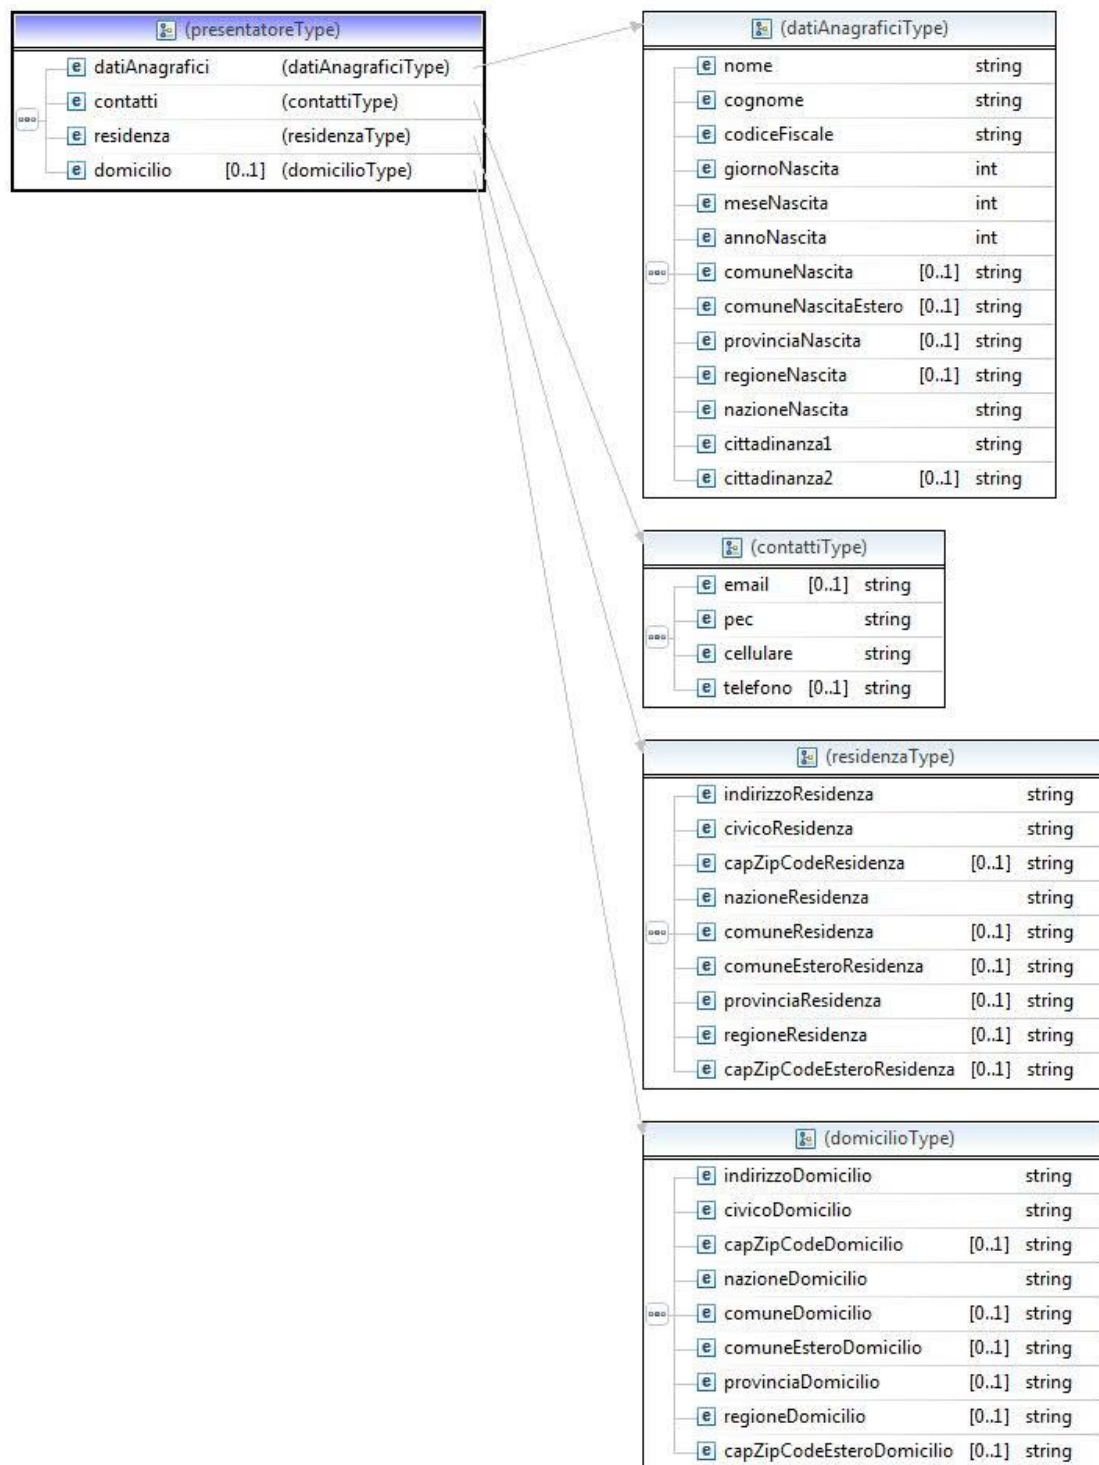 (presentatoreType)
e datiAnagrafici (datiAnagraficiType)
e contatti (contattiType)
e residenza (residenzaType)
e domicilio [0..1] (domicilioType)
(datiAnagraficiType)
e nome string
e cognome string
e codiceFiscale string
e giornoNascita int
e meseNascita int
e annoNascita int
e comuneNascita [0..1] string
e comuneNascitaEstero [0..1] string
e provinciaNascita [0..1] string
e regioneNascita [0..1] string
e nazioneNascita string
e cittadinanza1 string
e cittadinanza2 [0..1] string
(contattiType)
e email [0..1] string
e pec string
e cellulare string
e telefono [0..1] string
(residenzaType)
e indirizzoResidenza string
e civicoResidenza string
e capZipCodeResidenza [0..1] string
e nazioneResidenza string
e comuneResidenza [0..1] string
e comuneEsteroResidenza [0..1] string
e provinciaResidenza [0..1] string
e regioneResidenza [0..1] string
e capZipCodeEsteroResidenza [0..1] string
(domicilioType)
e indirizzoDomicilio string
e civicoDomicilio string
e capZipCodeDomicilio [0..1] string
e nazioneDomicilio string
e comuneDomicilio [0..1] string
e comuneEsteroDomicilio [0..1] string
e provinciaDomicilio [0..1] string
e regioneDomicilio [0..1] string
e capZipCodeEsteroDomicilio [0..1] string